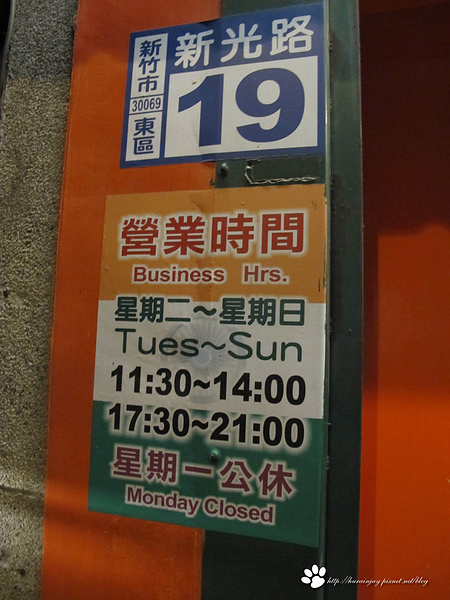 新竹市
30069
東區
新光路
19
營業時間
Business Hrs.
星期二～星期日
Tues~Sun
11:30~14:00
17:30~21:00
星期一公休
Monday Closed